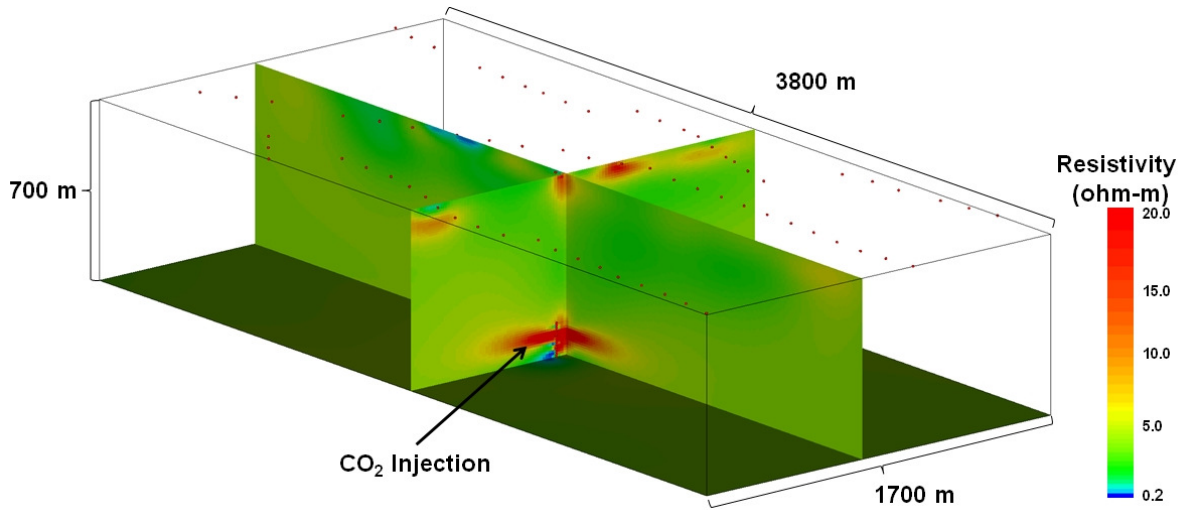 3800 m
700 m
Resistivity
(ohm-m)
20.0
15.0
10.0
5.0
0.2
CO₂ Injection
1700 m